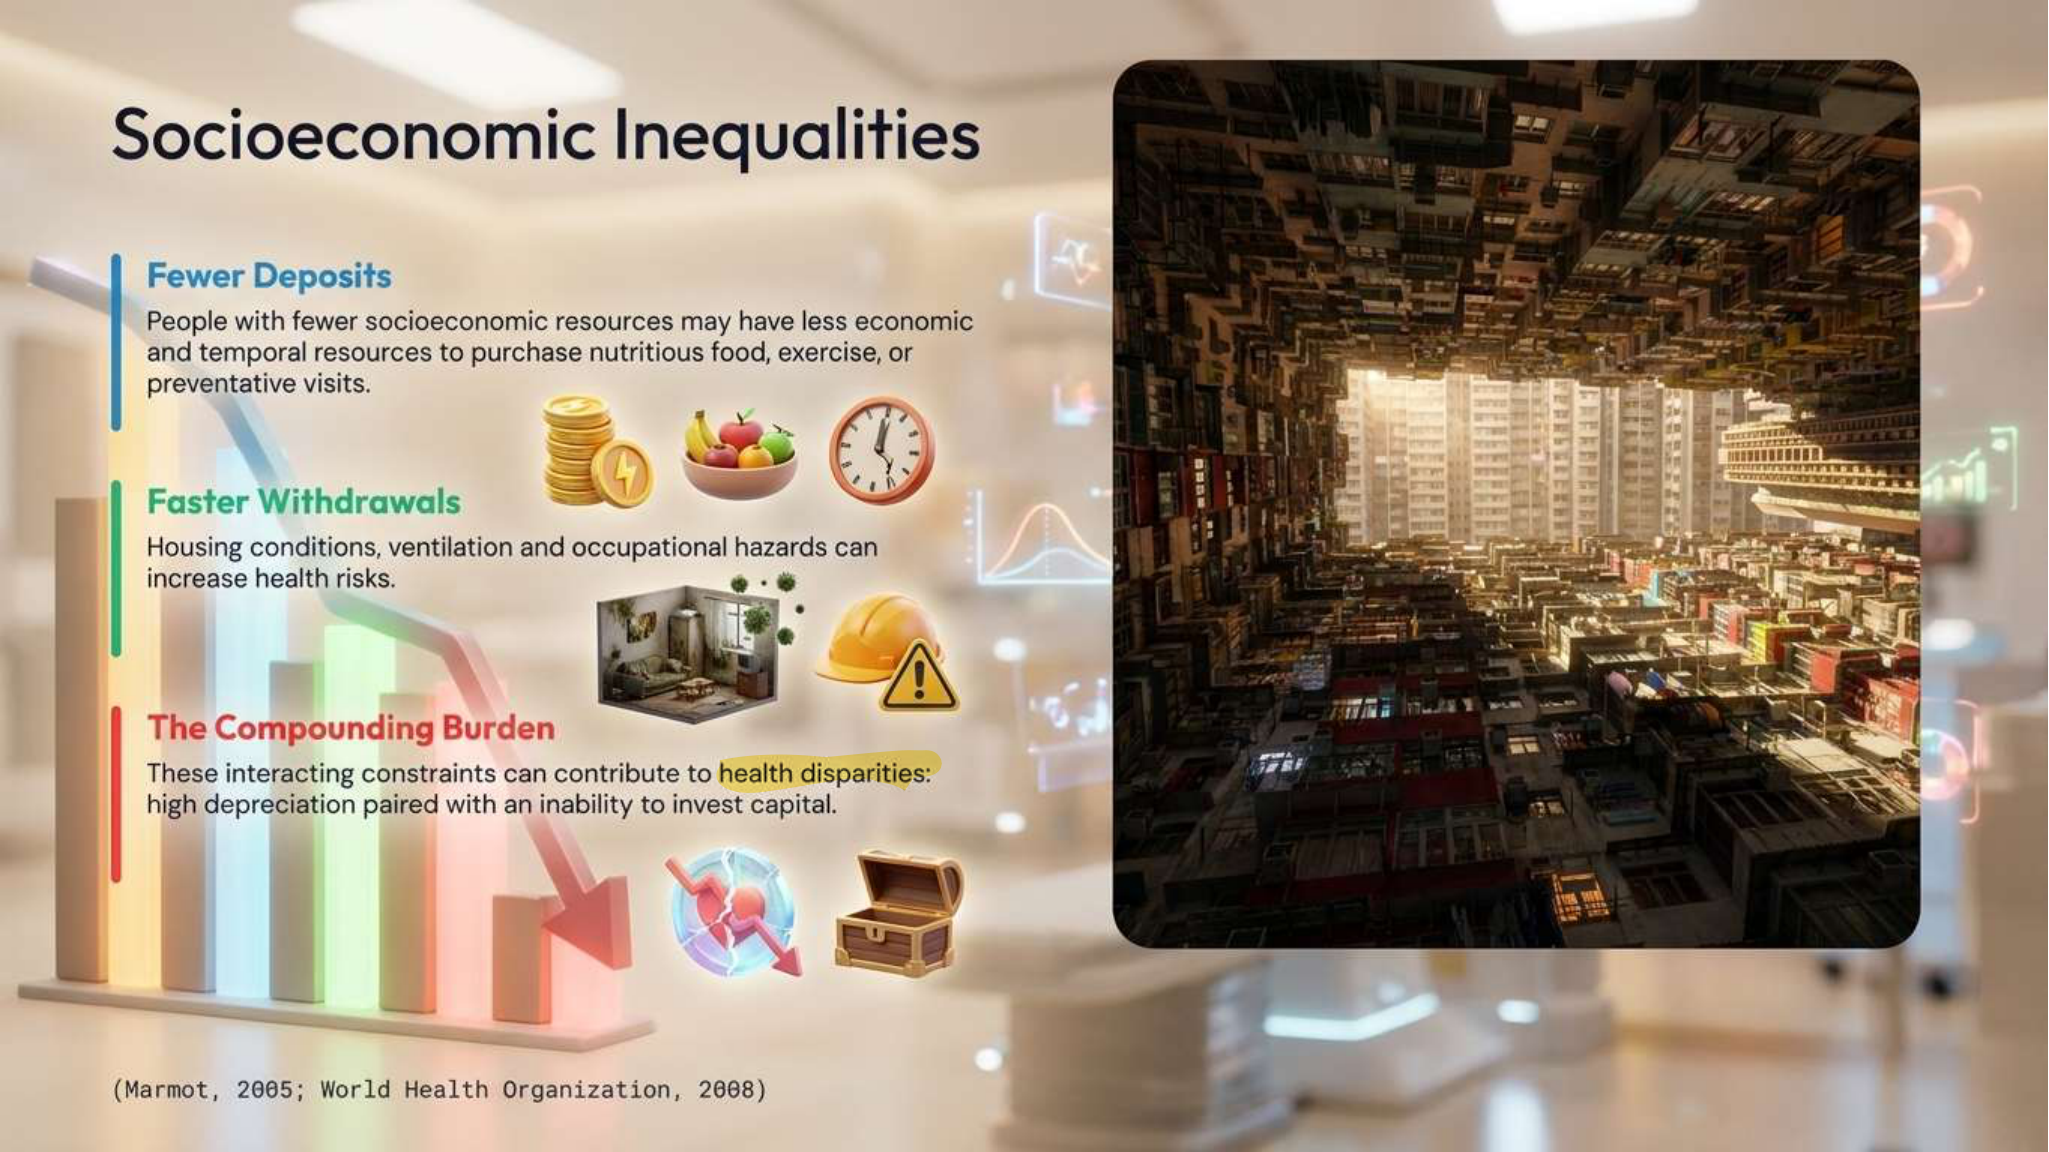 Socioeconomic Inequalities
Fewer Deposits
People with fewer socioeconomic resources may have less economic
and temporal resources to purchase nutritious food, exercise, or
preventative visits.
Faster Withdrawals
Housing conditions, ventilation and occupational hazards can
increase health risks.
The Compounding Burden
These interacting constraints can contribute to health disparities:
high depreciation paired with an inability to invest capital.
(Marmot, 2005; World Health Organization, 2008)